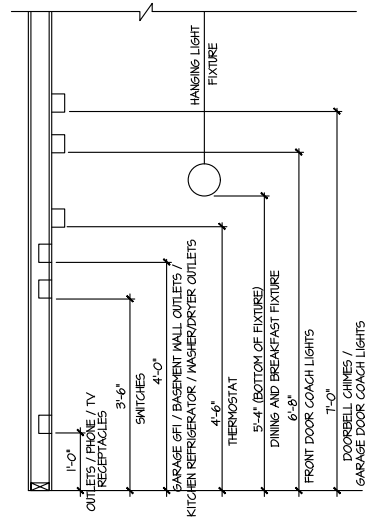 HANGING LIGHT
FIXTURE
1'-0"
OUTLETS / PHONE / TV
RECEPTACLES
3'-6"
SWITCHES
4'-0"
GARAGE GFI / BASEMENT WALL OUTLETS /
KITCHEN REFRIGERATOR / WASHER/DRYER OUTLETS
4'-6"
THERMOSTAT
5'-4" (BOTTOM OF FIXTURE)
DINING AND BREAKFAST FIXTURE
6'-8"
FRONT DOOR COACH LIGHTS
7'-0"
DOORBELL CHIMES /
GARAGE DOOR COACH LIGHTS